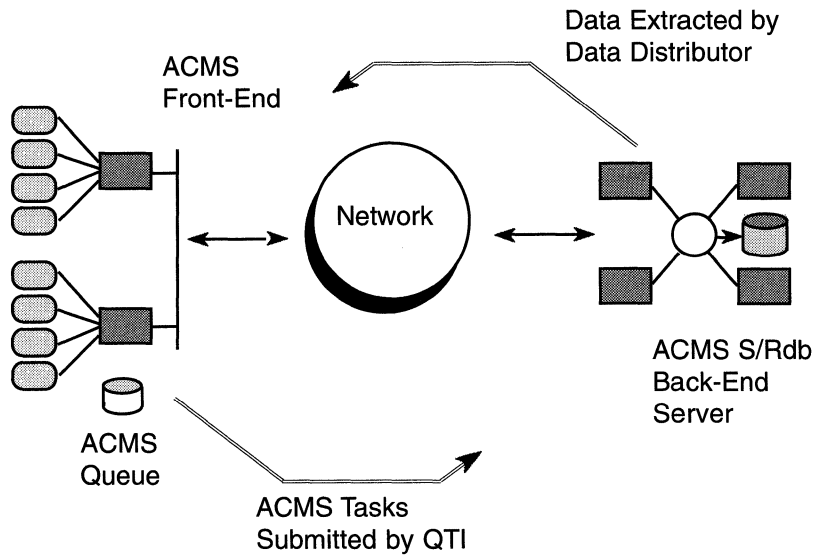 Data Extracted by
Data Distributor
ACMS
Front-End
Network
ACMS S/Rdb
Back-End
Server
ACMS
Queue
ACMS Tasks
Submitted by QTI